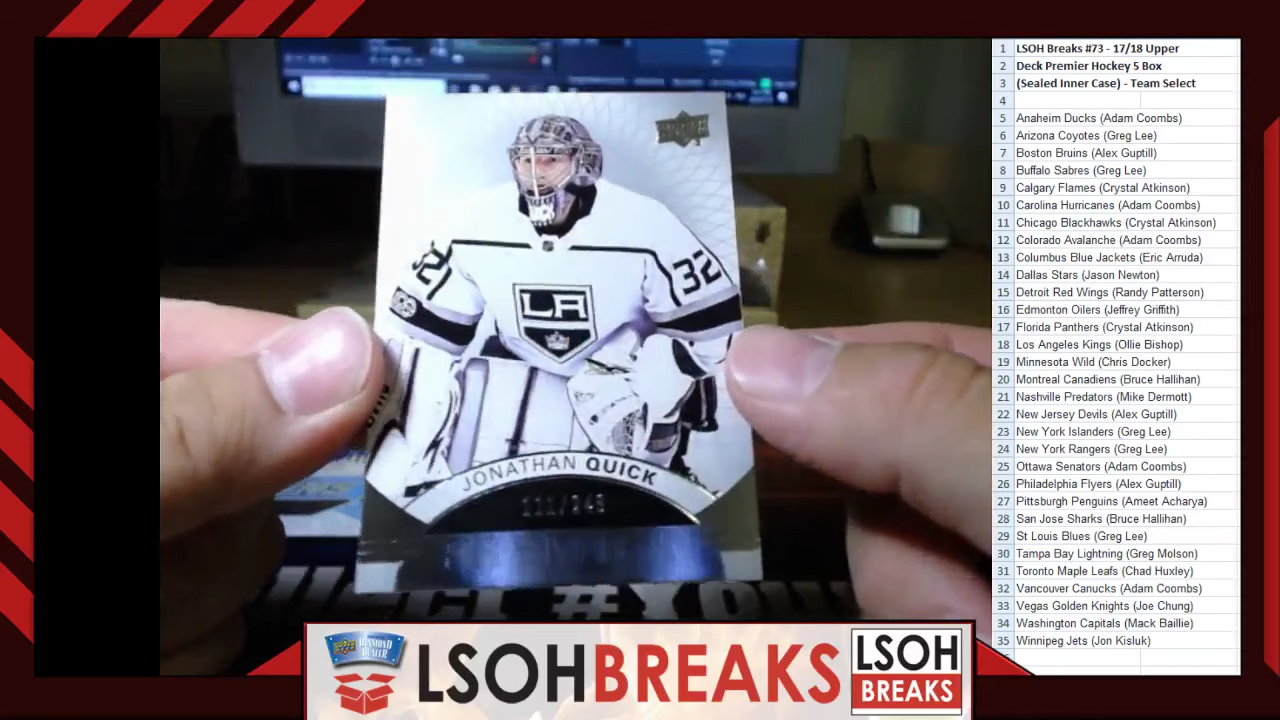 1 LSOH Breaks #73 - 17/18 Upper
2 Deck Premier Hockey 5 Box
3 (Sealed Inner Case) - Team Select
4
5 Anaheim Ducks (Adam Coombs)
6 Arizona Coyotes (Greg Lee)
7 Boston Bruins (Alex Guptill)
8 Buffalo Sabres (Greg Lee)
9 Calgary Flames (Crystal Atkinson)
10 Carolina Hurricanes (Adam Coombs)
11 Chicago Blackhawks (Crystal Atkinson)
12 Colorado Avalanche (Adam Coombs)
13 Columbus Blue Jackets (Eric Arruda)
14 Dallas Stars (Jason Newton)
15 Detroit Red Wings (Randy Patterson)
16 Edmonton Oilers (Jeffrey Griffith)
17 Florida Panthers (Crystal Atkinson)
18 Los Angeles Kings (Ollie Bishop)
19 Minnesota Wild (Chris Docker)
20 Montreal Canadiens (Bruce Hallihan)
21 Nashville Predators (Mike Dermott)
22 New Jersey Devils (Alex Guptill)
23 New York Islanders (Greg Lee)
24 New York Rangers (Greg Lee)
25 Ottawa Senators (Adam Coombs)
26 Philadelphia Flyers (Alex Guptill)
27 Pittsburgh Penguins (Ameet Acharya)
28 San Jose Sharks (Bruce Hallihan)
29 St Louis Blues (Greg Lee)
30 Tampa Bay Lightning (Greg Molson)
31 Toronto Maple Leafs (Chad Huxley)
32 Vancouver Canucks (Adam Coombs)
33 Vegas Golden Knights (Joe Chung)
34 Washington Capitals (Mack Baillie)
35 Winnipeg Jets (Jon Kisluk)
UPPER DECK
32
32
LA
JONATHAN QUICK
DIAMOND
DEALER
LSOHBREAKS
LSOH
BREAKS